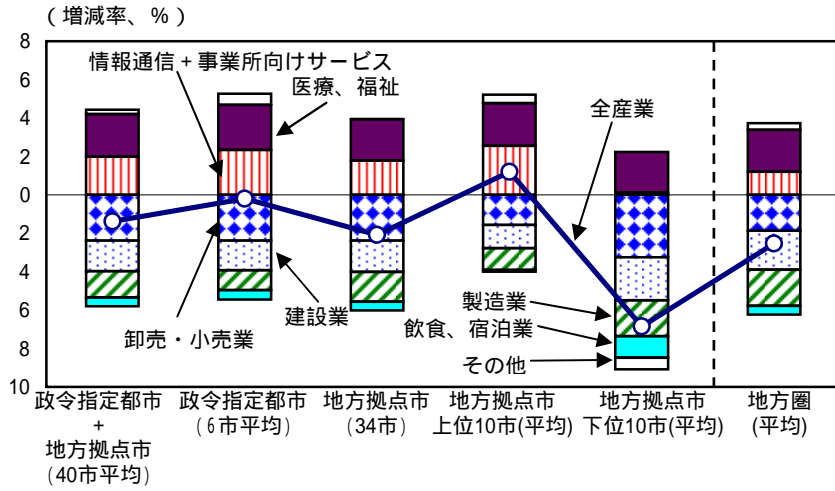 （増減率、％）
8
6
4
2
0
2
4
6
8
10
情報通信＋事業所向けサービス
医療、福祉
全産業
卸売・小売業
建設業
製造業
飲食、宿泊業
その他
政令指定都市
＋
地方拠点市
(40市平均)
政令指定都市
(6市平均)
地方拠点市
(34市)
地方拠点市
上位10市(平均)
地方拠点市
下位10市(平均)
地方圏
(平均)